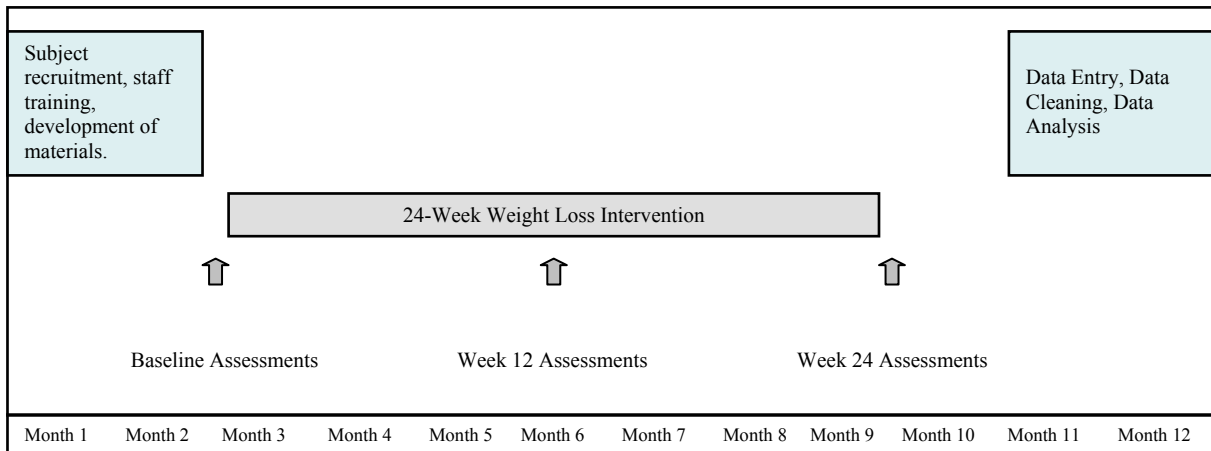 Subject
recruitment, staff
training,
development of
materials.
Data Entry, Data
Cleaning, Data
Analysis
24-Week Weight Loss Intervention
Baseline Assessments
Week 12 Assessments
Week 24 Assessments
Month 1 Month 2 Month 3 Month 4 Month 5 Month 6 Month 7 Month 8 Month 9 Month 10 Month 11 Month 12